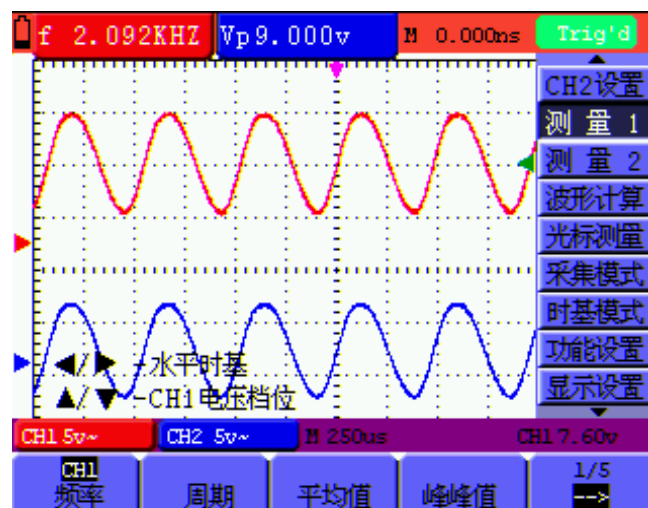 f 2.092KHZ Vp9.000v M 0.000ns Trig'd
CH2设置
测 量 1
测 量 2
波形计算
光标测量
采集模式
时基模式
功能设置
显示设置
◀/▶ -水平时基
▲/▼-CH1电压档位
CH1 5v~ CH2 5v~ M 250us CH1 7.60v
CH1 1/5
频率 周期 平均值 峰峰值 -->